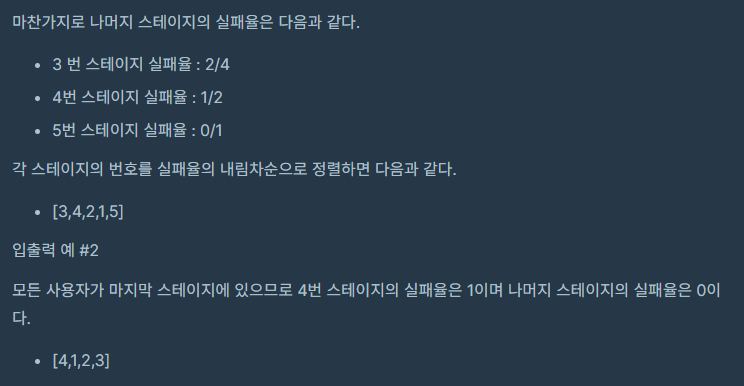 마찬가지로 나머지 스테이지의 실패율은 다음과 같다.
• 3 번 스테이지 실패율 : 2/4
• 4번 스테이지 실패율 : 1/2
• 5번 스테이지 실패율 : 0/1
각 스테이지의 번호를 실패율의 내림차순으로 정렬하면 다음과 같다.
• [3,4,2,1,5]
입출력 예 #2
모든 사용자가 마지막 스테이지에 있으므로 4번 스테이지의 실패율은 1이며 나머지 스테이지의 실패율은 0이
다.
• [4,1,2,3]